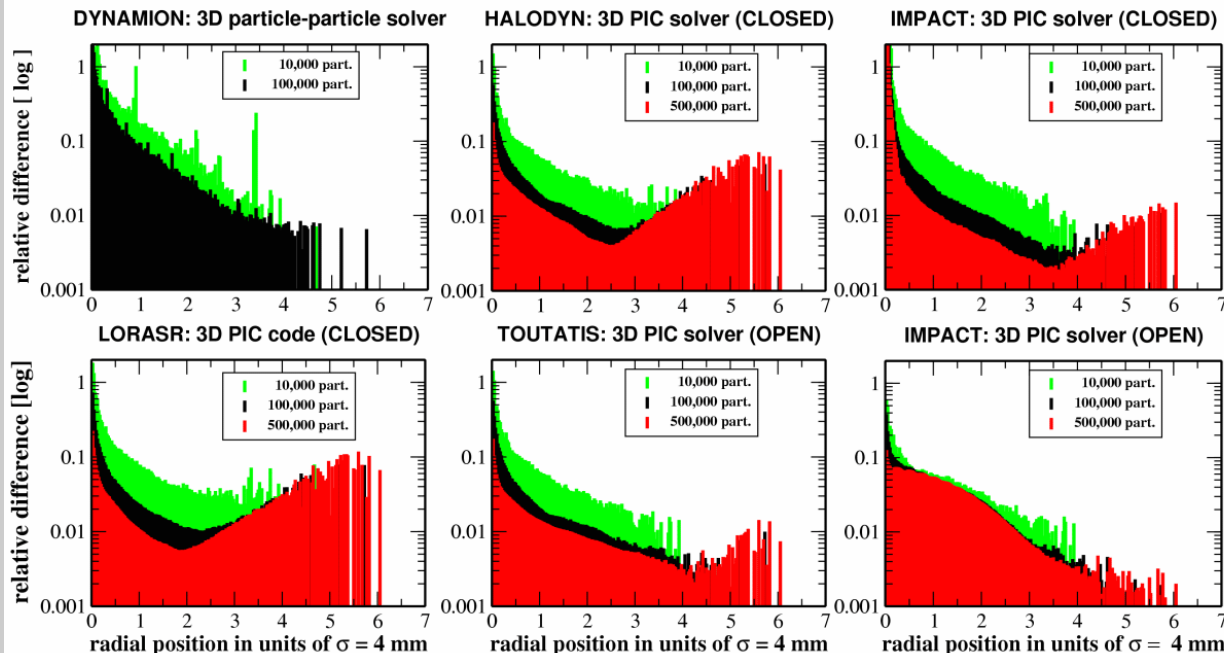 DYNAMION: 3D particle-particle solver
relative difference [ log]
1
0.1
0.01
0.001
10,000 part.
100,000 part.
0 1 2 3 4 5 6 7
HALODYN: 3D PIC solver (CLOSED)
1
0.1
0.01
0.001
10,000 part.
100,000 part.
500,000 part.
0 1 2 3 4 5 6 7
IMPACT: 3D PIC solver (CLOSED)
1
0.1
0.01
0.001
10,000 part.
100,000 part.
500,000 part.
0 1 2 3 4 5 6 7
LORASR: 3D PIC code (CLOSED)
relative difference [log]
1
0.1
0.01
0.001
10,000 part.
100,000 part.
500,000 part.
0 1 2 3 4 5 6 7
radial position in units of σ = 4 mm
TOUTATIS: 3D PIC solver (OPEN)
1
0.1
0.01
0.001
10,000 part.
100,000 part.
500,000 part.
0 1 2 3 4 5 6 7
radial position in units of σ = 4 mm
IMPACT: 3D PIC solver (OPEN)
1
0.1
0.01
0.001
10,000 part.
100,000 part.
500,000 part.
0 1 2 3 4 5 6 7
radial position in units of σ = 4 mm